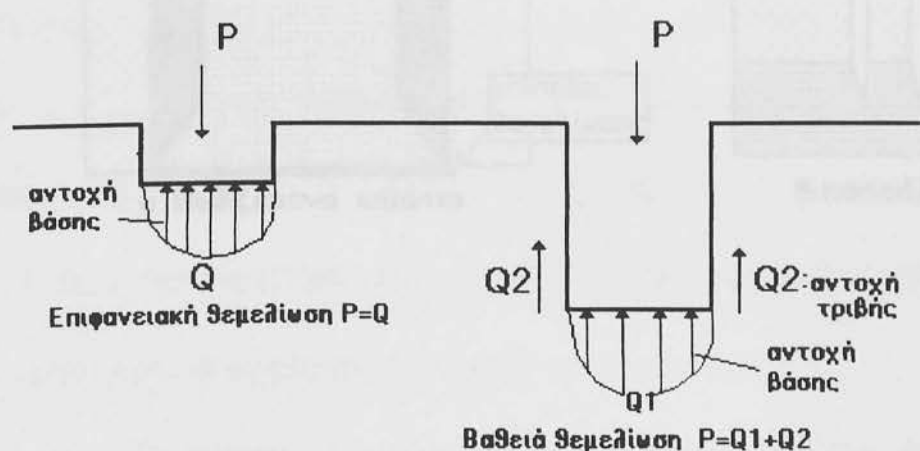 P
αντοχή
βάσης
Q
Επιφανειακή θεμελίωση P=Q
P
Q2
Q2:αντοχή
τριβής
αντοχή
βάσης
Q1
Βαθειά θεμελίωση P=Q1+Q2